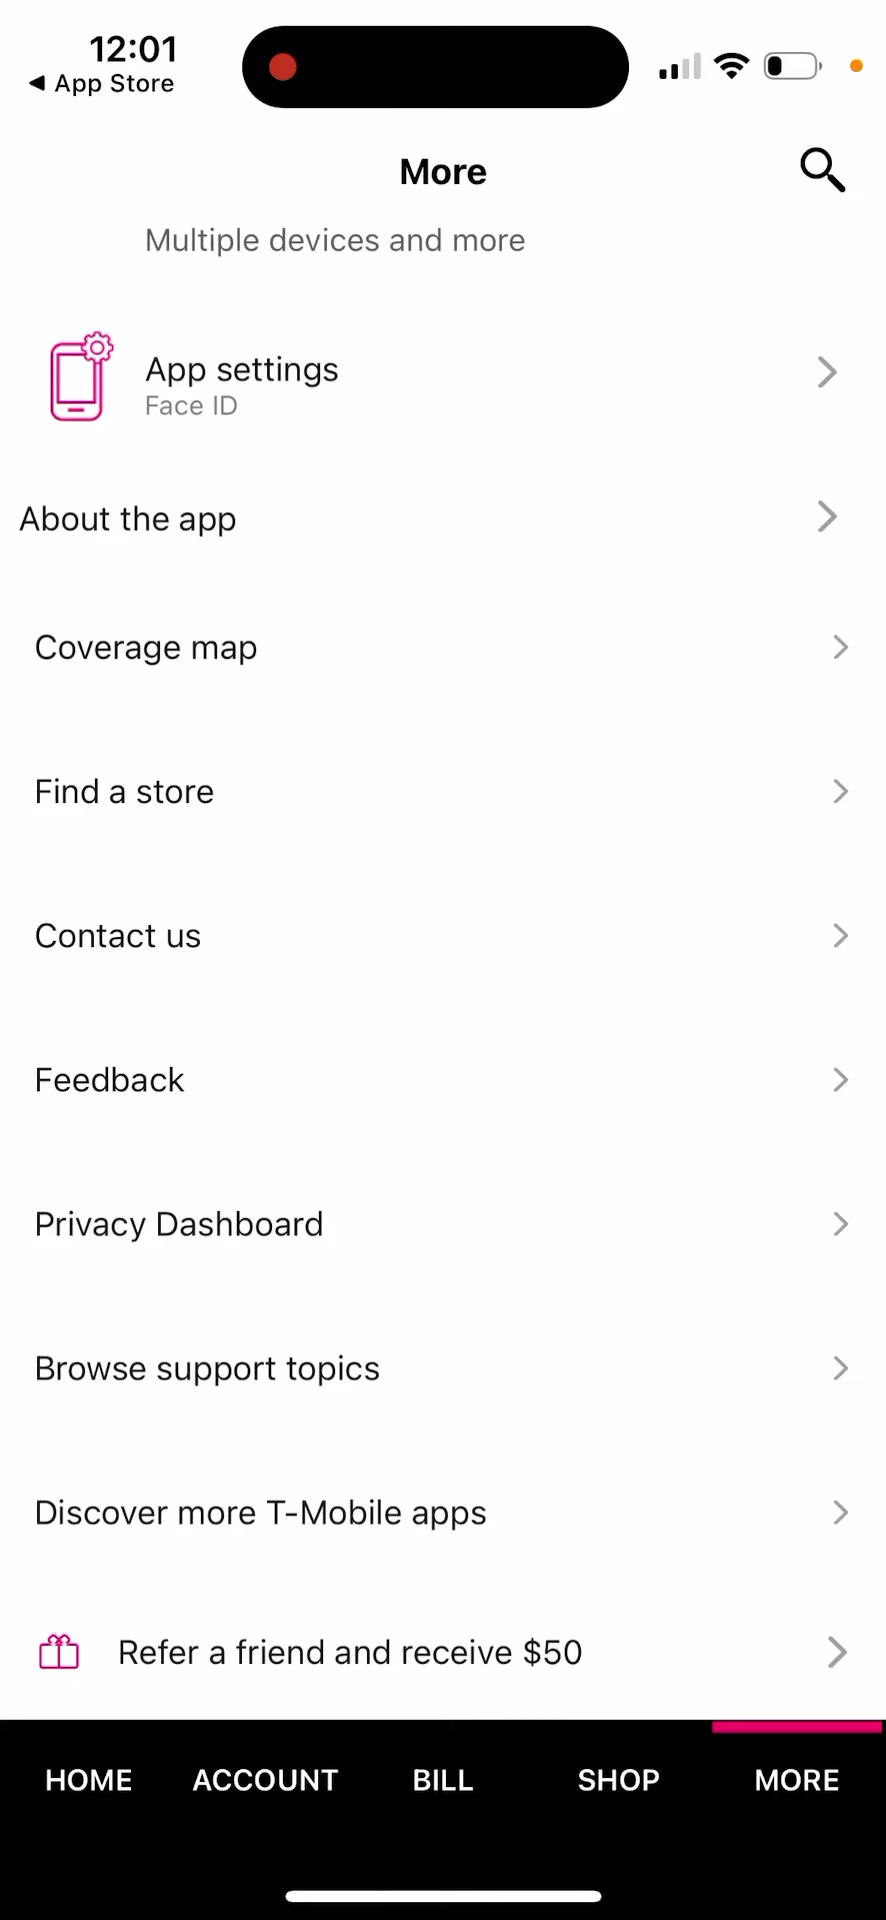 12:01
App Store
More
Multiple devices and more
App settings
Face ID
About the app
Coverage map
Find a store
Contact us
Feedback
Privacy Dashboard
Browse support topics
Discover more T-Mobile apps
Refer a friend and receive $50
HOME ACCOUNT BILL SHOP MORE